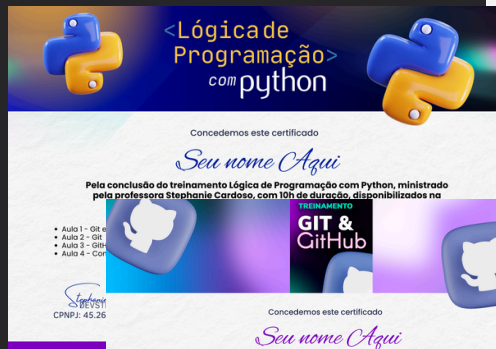 <Lógica de
Programação>
com python
Concedemos este certificado
Seu nome Aqui
Pela conclusão do treinamento Lógica de Programação com Python, ministrado
pela professora Stephanie Cardoso, com 10h de duração, disponibilizados na
• Aula 1 - Git e
• Aula 2 - Git
• Aula 3 - GitH
• Aula 4 - Con
Stephanie
DEVST
CPNPJ: 45.26
TREINAMENTO
GIT &
GitHub
Concedemos este certificado
Seu nome Aqui